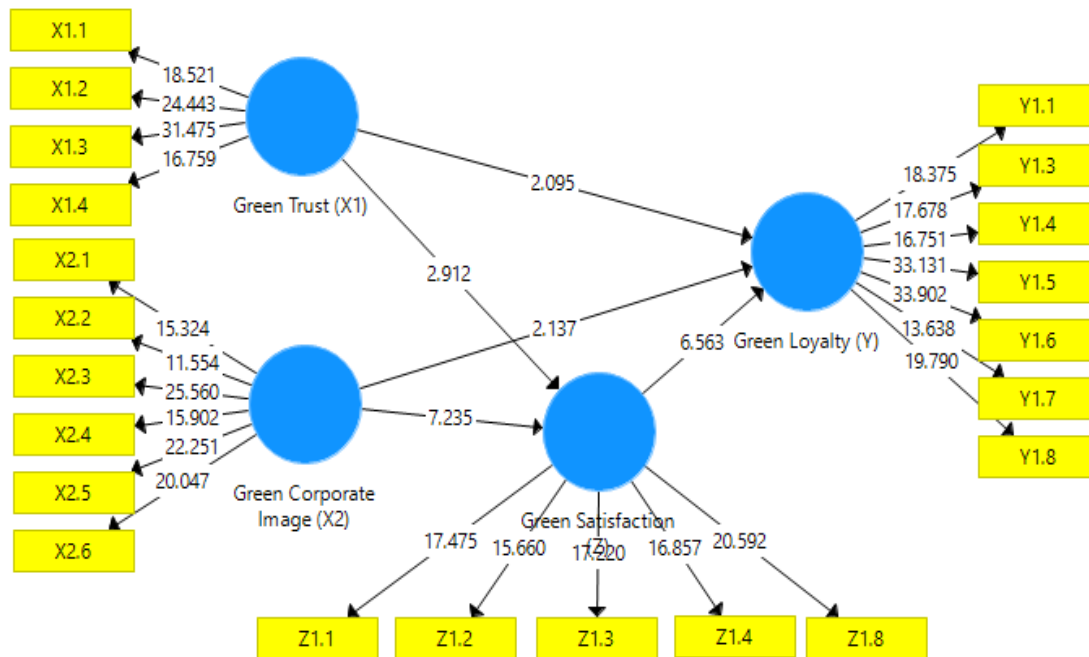 X1.1
X1.2
X1.3
X1.4
18.521
24.443
31.475
16.759
Green Trust (X1)
X2.1
X2.2
X2.3
X2.4
X2.5
X2.6
15.324
11.554
25.560
15.902
22.251
20.047
Green Corporate
Image (X2)
2.095
2.912
2.137
7.235
6.563
Green Loyalty (Y)
18.375
17.678
16.751
33.131
33.902
13.638
19.790
Y1.1
Y1.3
Y1.4
Y1.5
Y1.6
Y1.7
Y1.8
Green Satisfaction
(Z)
17.475
15.660
17.220
16.857
20.592
Z1.1
Z1.2
Z1.3
Z1.4
Z1.8